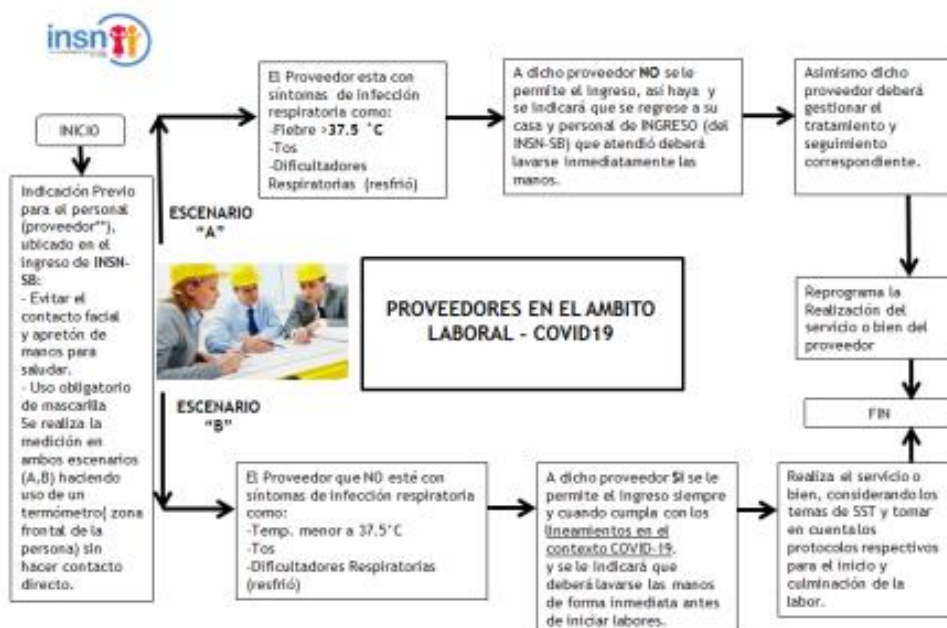 insn
INICIO
Indicación Previo
para el personal
(proveedor**),
ubicado en el
ingreso de INSN-
SB:
- Evitar el
contacto facial
y apretón de
manos para
saludar.
- Uso obligatorio
de mascarilla
Se realiza la
medición en
ambos escenarios
(A,B) haciendo
uso de un
termómetro( zona
frontal de la
persona) sin
hacer contacto
directo.
ESCENARIO
"A"
El Proveedor esta con
síntomas de infección
respiratoria como:
-Fiebre >37.5 °C
-Tos
-Dificultadores
Respiratorias (resfrió)
A dicho proveedor NO se le
permite el ingreso, así haya y
se indicará que se regrese a su
casa y personal de INGRESO (del
INSN-SB) que atendió deberá
lavarse inmediatamente las
manos.
Asimismo dicho
proveedor deberá
gestionar el
tratamiento y
seguimiento
correspondiente.
Reprograma la
Realización del
servicio o bien del
proveedor
FIN
PROVEEDORES EN EL AMBITO
LABORAL - COVID19
ESCENARIO
"B"
El Proveedor que NO esté con
síntomas de infección respiratoria
como:
-Temp. menor a 37.5°C
-Tos
-Dificultadores Respiratorias
(resfrió)
A dicho proveedor SI se le
permite el ingreso siempre
y cuando cumpla con los
lineamientos en el
contexto COVID-19.
y se le indicará que
deberá lavarse las manos
de forma inmediata antes
de iniciar labores.
Realiza el servicio o
bien, considerando los
temas de SST y tomar
en cuenta los
protocolos respectivos
para el inicio y
culminación de la
labor.